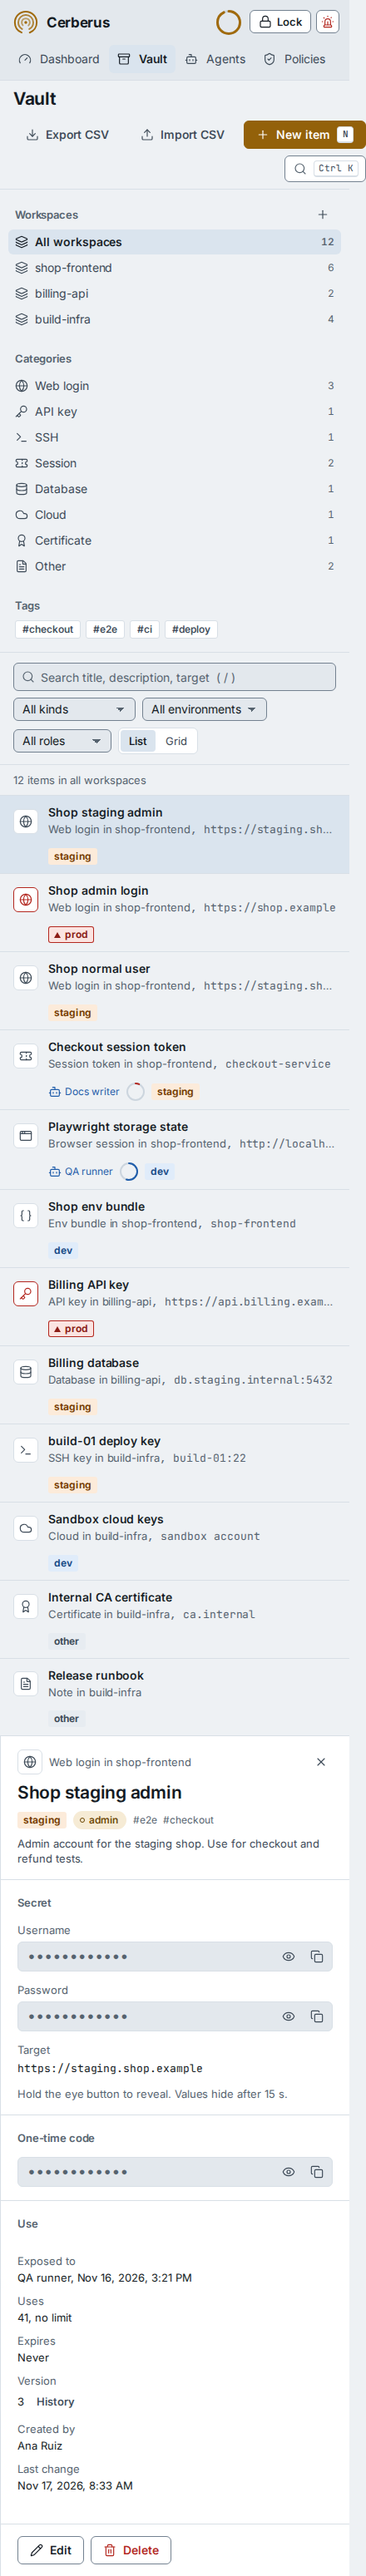 Cerberus
Lock
Dashboard Vault Agents Policies
Vault
Export CSV Import CSV New item N
Ctrl K
Workspaces
All workspaces 12
shop-frontend 6
billing-api 2
build-infra 4
Categories
Web login 3
API key 1
SSH 1
Session 2
Database 1
Cloud 1
Certificate 1
Other 2
Tags
#checkout #e2e #ci #deploy
Search title, description, target ( / )
All kinds All environments
All roles List Grid
12 items in all workspaces
Shop staging admin
Web login in shop-frontend, https://staging.sh...
staging
Shop admin login
Web login in shop-frontend, https://shop.example
prod
Shop normal user
Web login in shop-frontend, https://staging.sh...
staging
Checkout session token
Session token in shop-frontend, checkout-service
Docs writer staging
Playwright storage state
Browser session in shop-frontend, http://localh...
QA runner dev
Shop env bundle
Env bundle in shop-frontend, shop-frontend
dev
Billing API key
API key in billing-api, https://api.billing.exam...
prod
Billing database
Database in billing-api, db.staging.internal:5432
staging
build-01 deploy key
SSH key in build-infra, build-01:22
staging
Sandbox cloud keys
Cloud in build-infra, sandbox account
dev
Internal CA certificate
Certificate in build-infra, ca.internal
other
Release runbook
Note in build-infra
other
Web login in shop-frontend
Shop staging admin
staging admin #e2e #checkout
Admin account for the staging shop. Use for checkout and
refund tests.
Secret
Username
••••••••••••
Password
••••••••••••
Target
https://staging.shop.example
Hold the eye button to reveal. Values hide after 15 s.
One-time code
••••••••••••
Use
Exposed to
QA runner, Nov 16, 2026, 3:21 PM
Uses
41, no limit
Expires
Never
Version
3 History
Created by
Ana Ruiz
Last change
Nov 17, 2026, 8:33 AM
Edit Delete